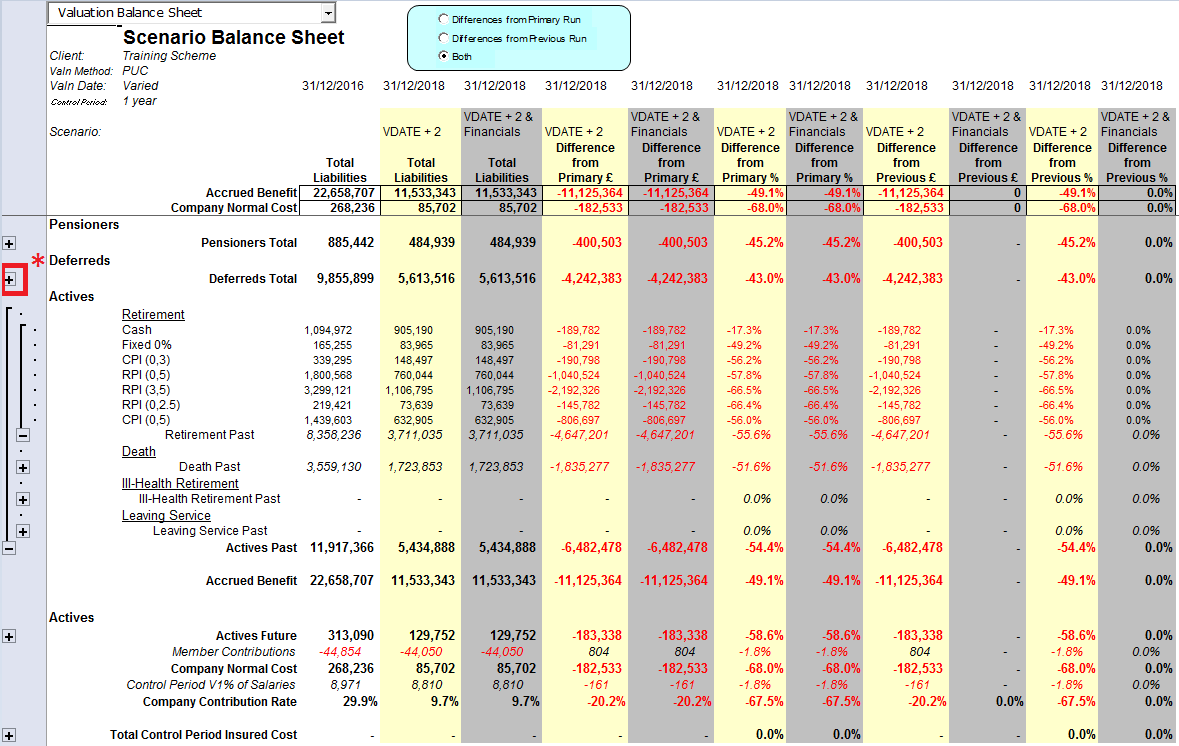 Valuation Balance Sheet
Differences from Primary Run
Differences from Previous Run
Both
Scenario Balance Sheet
Client: Training Scheme
Valn Method: PUC
Valn Date: Varied 31/12/2016 31/12/2018 31/12/2018 31/12/2018 31/12/2018 31/12/2018 31/12/2018 31/12/2018 31/12/2018 31/12/2018 31/12/2018
Control Period: 1 year
VDATE + 2 & VDATE + 2 & VDATE + 2 & VDATE + 2 & VDATE + 2 &
Scenario: VDATE + 2 Financials VDATE + 2 Financials VDATE + 2 Financials VDATE + 2 Financials VDATE + 2 Financials
Difference Difference Difference Difference Difference Difference Difference Difference
Total Total Total from from from from from from from from
Liabilities Liabilities Liabilities Primary £ Primary £ Primary % Primary % Previous £ Previous £ Previous % Previous %
Accrued Benefit 22,658,707 11,533,343 11,533,343 -11,125,364 -11,125,364 -49.1% -49.1% -11,125,364 0 -49.1% 0.0%
Company Normal Cost 268,236 85,702 85,702 -182,533 -182,533 -68.0% -68.0% -182,533 0 -68.0% 0.0%
Pensioners
+ Pensioners Total 885,442 484,939 484,939 -400,503 -400,503 -45.2% -45.2% -400,503 - -45.2% 0.0%
* Deferreds
+ Deferreds Total 9,855,899 5,613,516 5,613,516 -4,242,383 -4,242,383 -43.0% -43.0% -4,242,383 - -43.0% 0.0%
Actives
Retirement
Cash 1,094,972 905,190 905,190 -189,782 -189,782 -17.3% -17.3% -189,782 - -17.3% 0.0%
Fixed 0% 165,255 83,965 83,965 -81,291 -81,291 -49.2% -49.2% -81,291 - -49.2% 0.0%
CPI (0,3) 339,295 148,497 148,497 -190,798 -190,798 -56.2% -56.2% -190,798 - -56.2% 0.0%
RPI (0,5) 1,800,568 760,044 760,044 -1,040,524 -1,040,524 -57.8% -57.8% -1,040,524 - -57.8% 0.0%
RPI (3,5) 3,299,121 1,106,795 1,106,795 -2,192,326 -2,192,326 -66.5% -66.5% -2,192,326 - -66.5% 0.0%
RPI (0,2.5) 219,421 73,639 73,639 -145,782 -145,782 -66.4% -66.4% -145,782 - -66.4% 0.0%
CPI (0,5) 1,439,603 632,905 632,905 -806,697 -806,697 -56.0% -56.0% -806,697 - -56.0% 0.0%
- Retirement Past 8,358,236 3,711,035 3,711,035 -4,647,201 -4,647,201 -55.6% -55.6% -4,647,201 - -55.6% 0.0%
Death
+ Death Past 3,559,130 1,723,853 1,723,853 -1,835,277 -1,835,277 -51.6% -51.6% -1,835,277 - -51.6% 0.0%
Ill-Health Retirement
+ Ill-Health Retirement Past - - - - - 0.0% 0.0% - - 0.0% 0.0%
Leaving Service
+ Leaving Service Past - - - - - 0.0% 0.0% - - 0.0% 0.0%
- Actives Past 11,917,366 5,434,888 5,434,888 -6,482,478 -6,482,478 -54.4% -54.4% -6,482,478 - -54.4% 0.0%
Accrued Benefit 22,658,707 11,533,343 11,533,343 -11,125,364 -11,125,364 -49.1% -49.1% -11,125,364 - -49.1% 0.0%
Actives
+ Actives Future 313,090 129,752 129,752 -183,338 -183,338 -58.6% -58.6% -183,338 - -58.6% 0.0%
Member Contributions -44,854 -44,050 -44,050 804 804 -1.8% -1.8% 804 - -1.8% 0.0%
Company Normal Cost 268,236 85,702 85,702 -182,533 -182,533 -68.0% -68.0% -182,533 - -68.0% 0.0%
Control Period V1% of Salaries 8,971 8,810 8,810 -161 -161 -1.8% -1.8% -161 - -1.8% 0.0%
Company Contribution Rate 29.9% 9.7% 9.7% -20.2% -20.2% -67.5% -67.5% -20.2% 0.0% -67.5% 0.0%
+ Total Control Period Insured Cost - - - - - 0.0% 0.0% - - 0.0% 0.0%